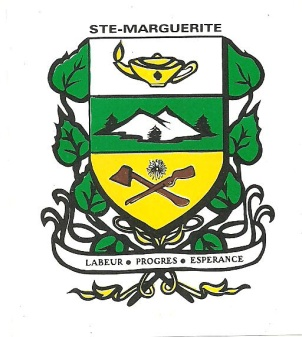 STE-MARGUERITE
LABEUR • PROGRES • ESPERANCE